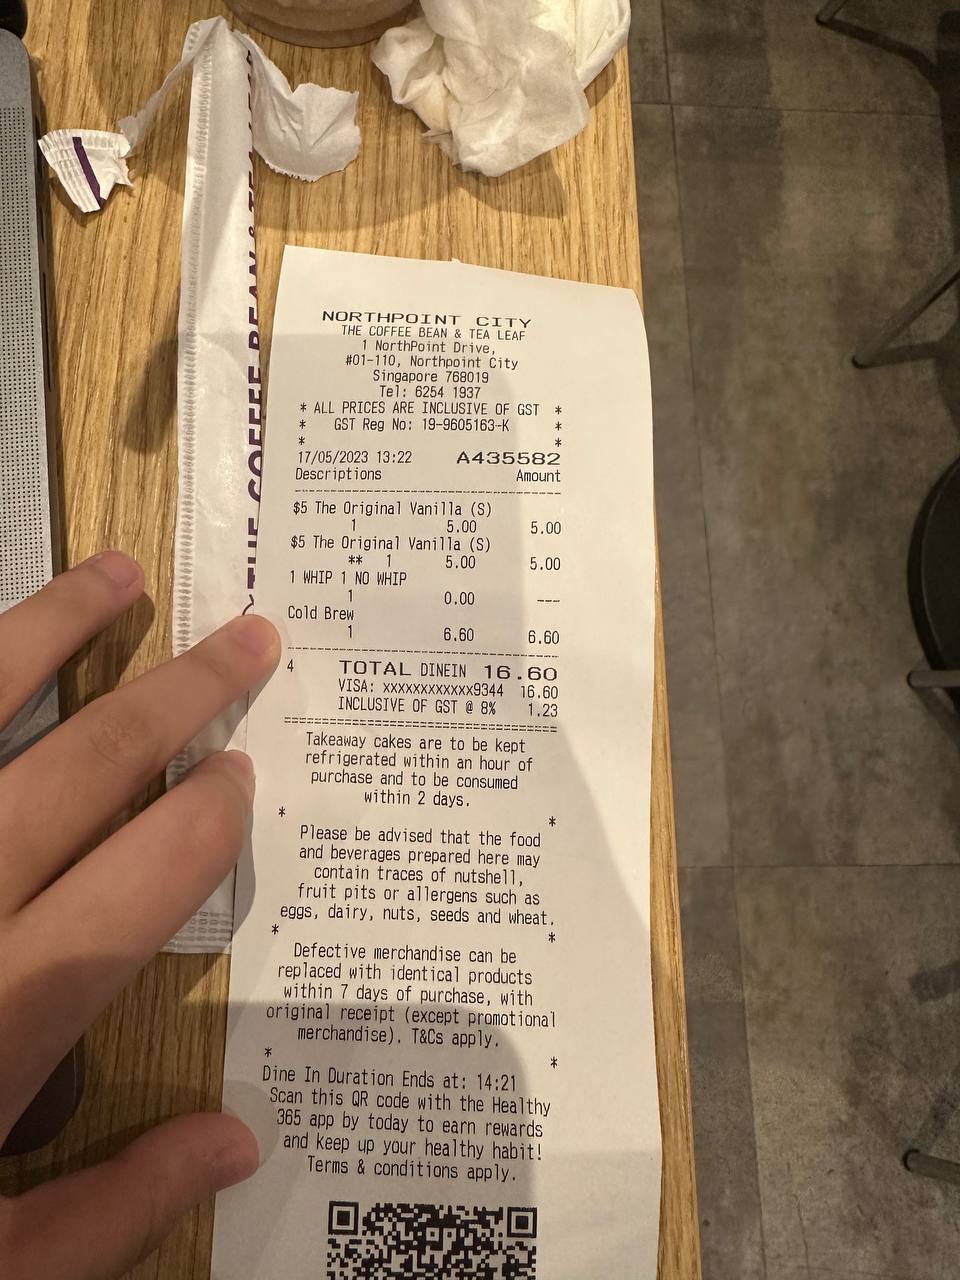 THE COFFEE BEAN & TEA LEAF
NORTHPOINT CITY
THE COFFEE BEAN & TEA LEAF
1 NorthPoint Drive,
#01-110, Northpoint City
Singapore 768019
Tel: 6254 1937
* ALL PRICES ARE INCLUSIVE OF GST *
* GST Reg No: 19-9605163-K *
* *
17/05/2023 13:22 A435582
Descriptions Amount
$5 The Original Vanilla (S)
1 5.00 5.00
$5 The Original Vanilla (S)
** 1 5.00 5.00
1 WHIP 1 NO WHIP
1 0.00 ---
Cold Brew
1 6.60 6.60
4 TOTAL DINEIN 16.60
VISA: xxxxxxxxxxxx9344 16.60
INCLUSIVE OF GST @ 8% 1.23
Takeaway cakes are to be kept
refrigerated within an hour of
purchase and to be consumed
within 2 days.
* *
Please be advised that the food
and beverages prepared here may
contain traces of nutshell,
fruit pits or allergens such as
eggs, dairy, nuts, seeds and wheat.
* *
Defective merchandise can be
replaced with identical products
within 7 days of purchase, with
original receipt (except promotional
merchandise). T&Cs apply.
* *
Dine In Duration Ends at: 14:21
Scan this QR code with the Healthy
365 app by today to earn rewards
and keep up your healthy habit!
Terms & conditions apply.